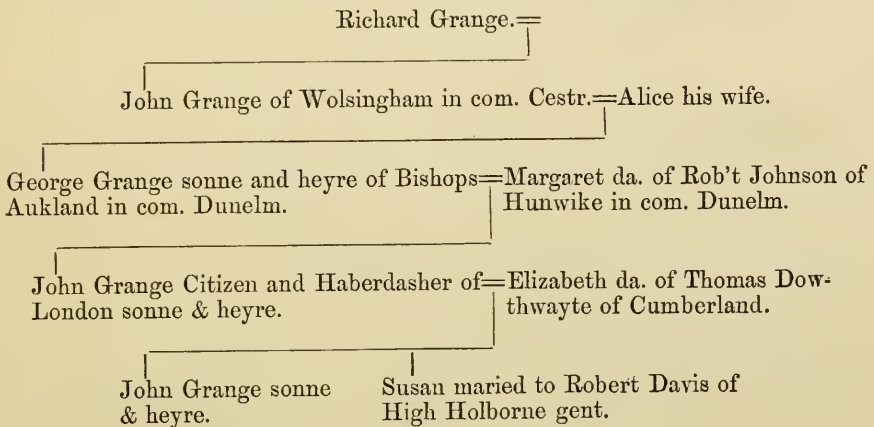 Richard Grange.=
John Grange of Wolsingham in com. Cestr.=Alice his wife.
George Grange sonne and heyre of Bishops=Margaret da. of Rob't Johnson of
Aukland in com. Dunelm. Hunwike in com. Dunelm.
John Grange Citizen and Haberdasher of=Elizabeth da. of Thomas Dow-
London sonne & heyre. thwayte of Cumberland.
John Grange sonne Susan maried to Robert Davis of
& heyre. High Holborne gent.